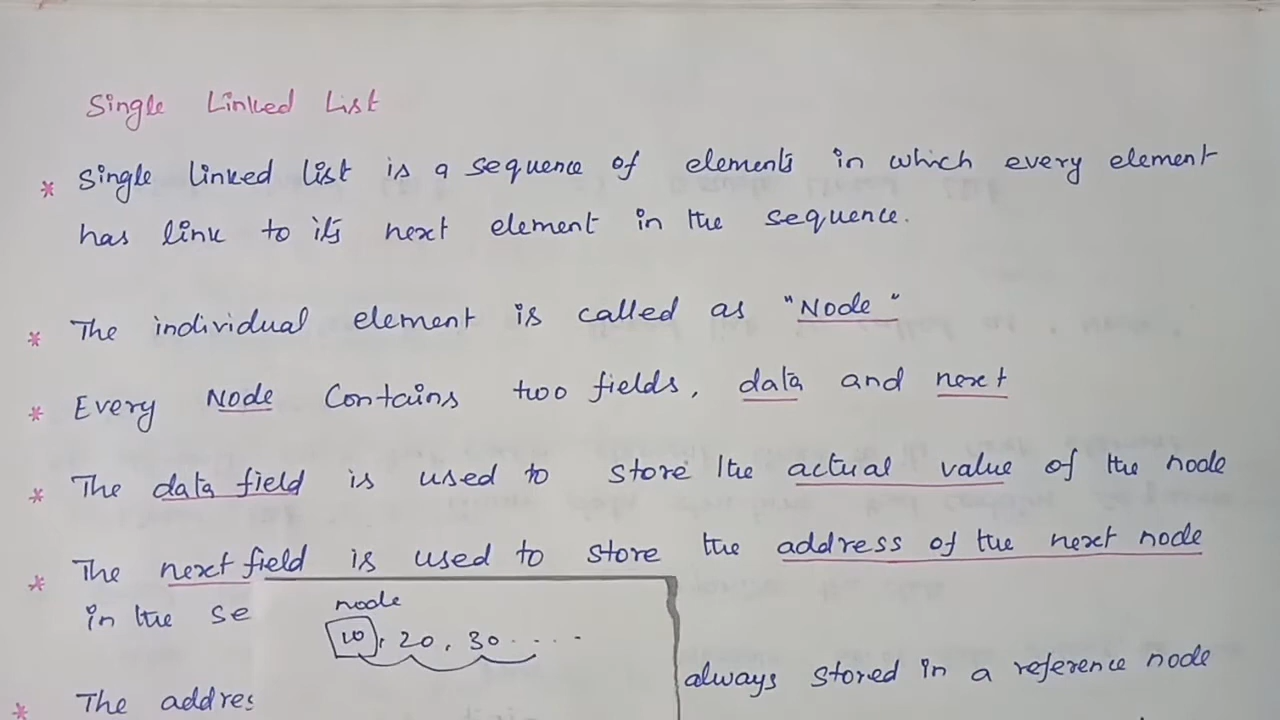 Single Linked List
* Single linked list is a sequence of elements in which every element
has link to its next element in the sequence.
* The individual element is called as "Node"
* Every Node contains two fields, data and next
* The data field is used to store the actual value of the node
* The next field is used to store the address of the next node
in the se
node
10, 20, 30....
always stored in a reference node
* The addres